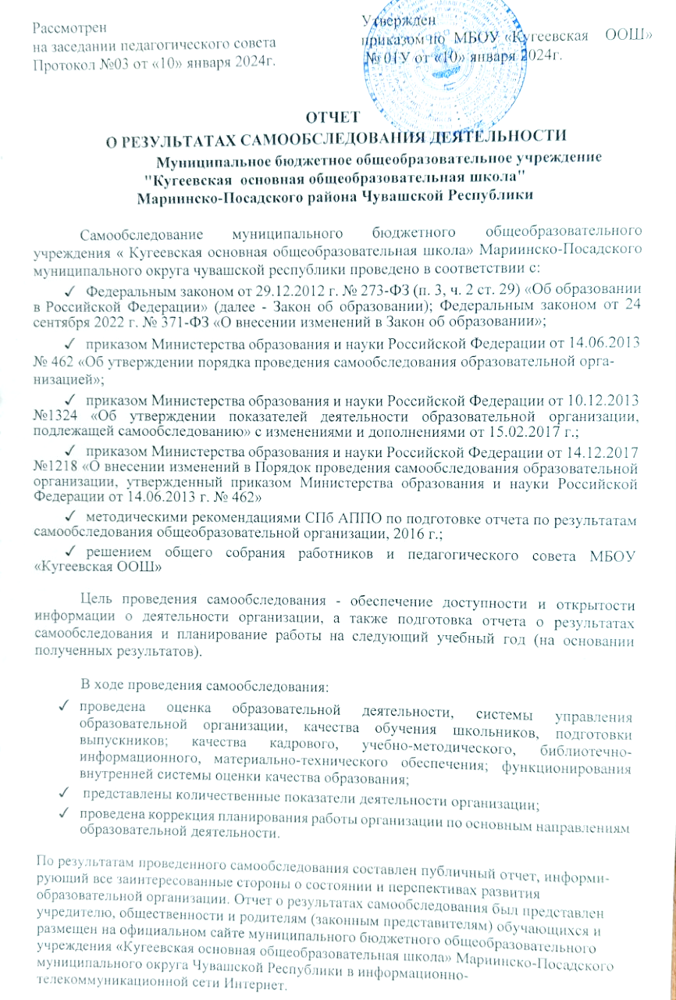 Рассмотрен
на заседании педагогического совета
Протокол №03 от «10» января 2024г.
Утвержден
приказом по МБОУ «Кугеевская ООШ»
№ 01У от «10» января 2024г.
ОТЧЕТ
О РЕЗУЛЬТАТАХ САМООБСЛЕДОВАНИЯ ДЕЯТЕЛЬНОСТИ
Муниципальное бюджетное общеобразовательное учреждение
"Кугеевская основная общеобразовательная школа"
Мариинско-Посадского района Чувашской Республики
Самообследование муниципального бюджетного общеобразовательного
учреждения « Кугеевская основная общеобразовательная школа» Мариинско-Посадского
муниципального округа чувашской республики проведено в соответствии с:
✓ Федеральным законом от 29.12.2012 г. № 273-ФЗ (п. 3, ч. 2 ст. 29) «Об образовании
в Российской Федерации» (далее - Закон об образовании); Федеральным законом от 24
сентября 2022 г. № 371-ФЗ «О внесении изменений в Закон об образовании»;
✓ приказом Министерства образования и науки Российской Федерации от 14.06.2013
№ 462 «Об утверждении порядка проведения самообследования образовательной орга-
низацией»;
✓ приказом Министерства образования и науки Российской Федерации от 10.12.2013
№1324 «Об утверждении показателей деятельности образовательной организации,
подлежащей самообследованию» с изменениями и дополнениями от 15.02.2017 г.;
✓ приказом Министерства образования и науки Российской Федерации от 14.12.2017
№1218 «О внесении изменений в Порядок проведения самообследования образовательной
организации, утвержденный приказом Министерства образования и науки Российской
Федерации от 14.06.2013 г. № 462»
✓ методическими рекомендациями СПб АППО по подготовке отчета по результатам
самообследования общеобразовательной организации, 2016 г.;
✓ решением общего собрания работников и педагогического совета МБОУ
«Кугеевская ООШ»
Цель проведения самообследования - обеспечение доступности и открытости
информации о деятельности организации, а также подготовка отчета о результатах
самообследования и планирование работы на следующий учебный год (на основании
полученных результатов).
В ходе проведения самообследования:
✓ проведена оценка образовательной деятельности, системы управления
образовательной организации, качества обучения школьников, подготовки
выпускников; качества кадрового, учебно-методического, библиотечно-
информационного, материально-технического обеспечения; функционирования
внутренней системы оценки качества образования;
✓ представлены количественные показатели деятельности организации;
✓ проведена коррекция планирования работы организации по основным направлениям
образовательной деятельности.
По результатам проведенного самообследования составлен публичный отчет, информи-
рующий все заинтересованные стороны о состоянии и перспективах развития
образовательной организации. Отчет о результатах самообследования был представлен
учредителю, общественности и родителям (законным представителям) обучающихся и
размещен на официальном сайте муниципального бюджетного общеобразовательного
учреждения «Кугеевская основная общеобразовательная школа» Мариинско-Посадского
муниципального округа Чувашской Республики в информационно-
телекоммуникационной сети Интернет.